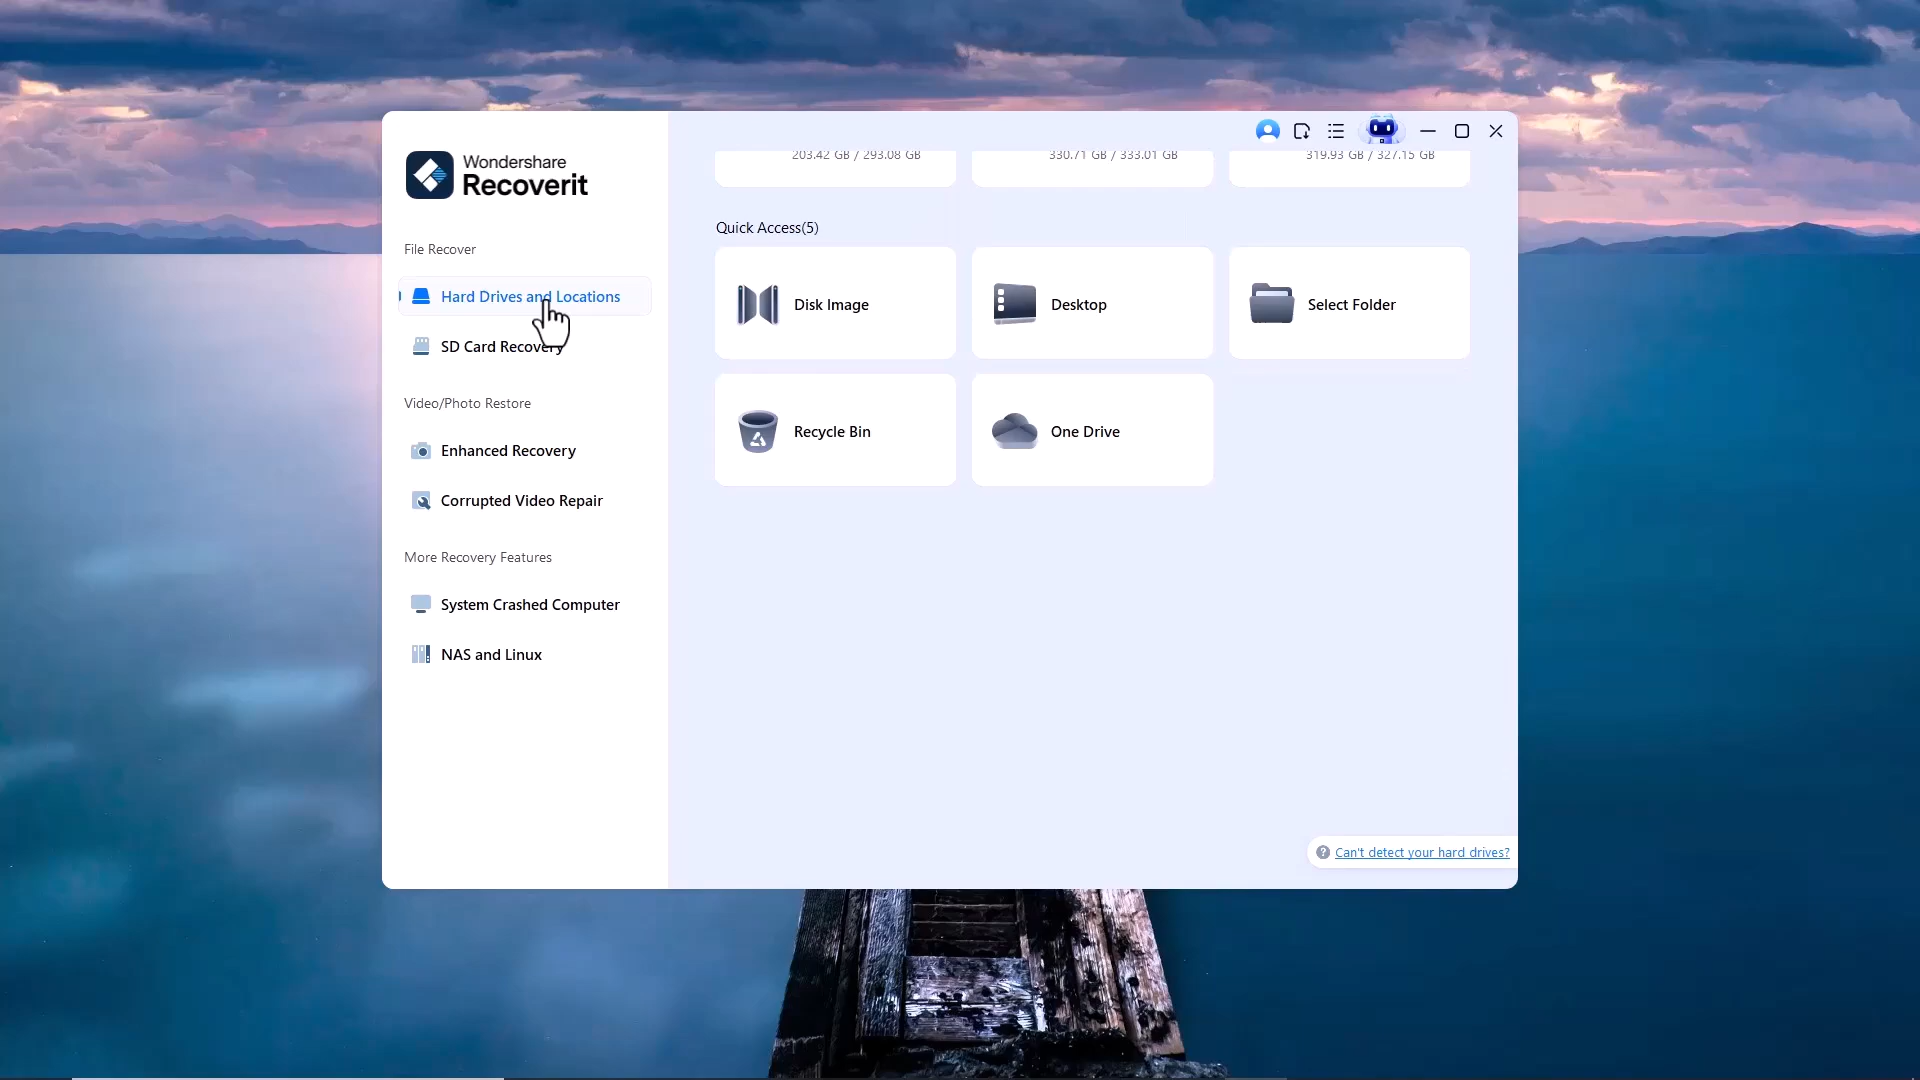 Wondershare
Recoverit
File Recover
Hard Drives and Locations
SD Card Recovery
Video/Photo Restore
Enhanced Recovery
Corrupted Video Repair
More Recovery Features
System Crashed Computer
NAS and Linux
203.42 GB / 293.08 GB
330.71 GB / 333.01 GB
319.93 GB / 327.15 GB
Quick Access(5)
Disk Image
Desktop
Select Folder
Recycle Bin
One Drive
Can't detect your hard drives?